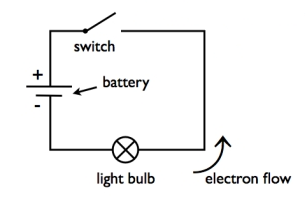 switch
+
battery
-
light bulb
electron flow